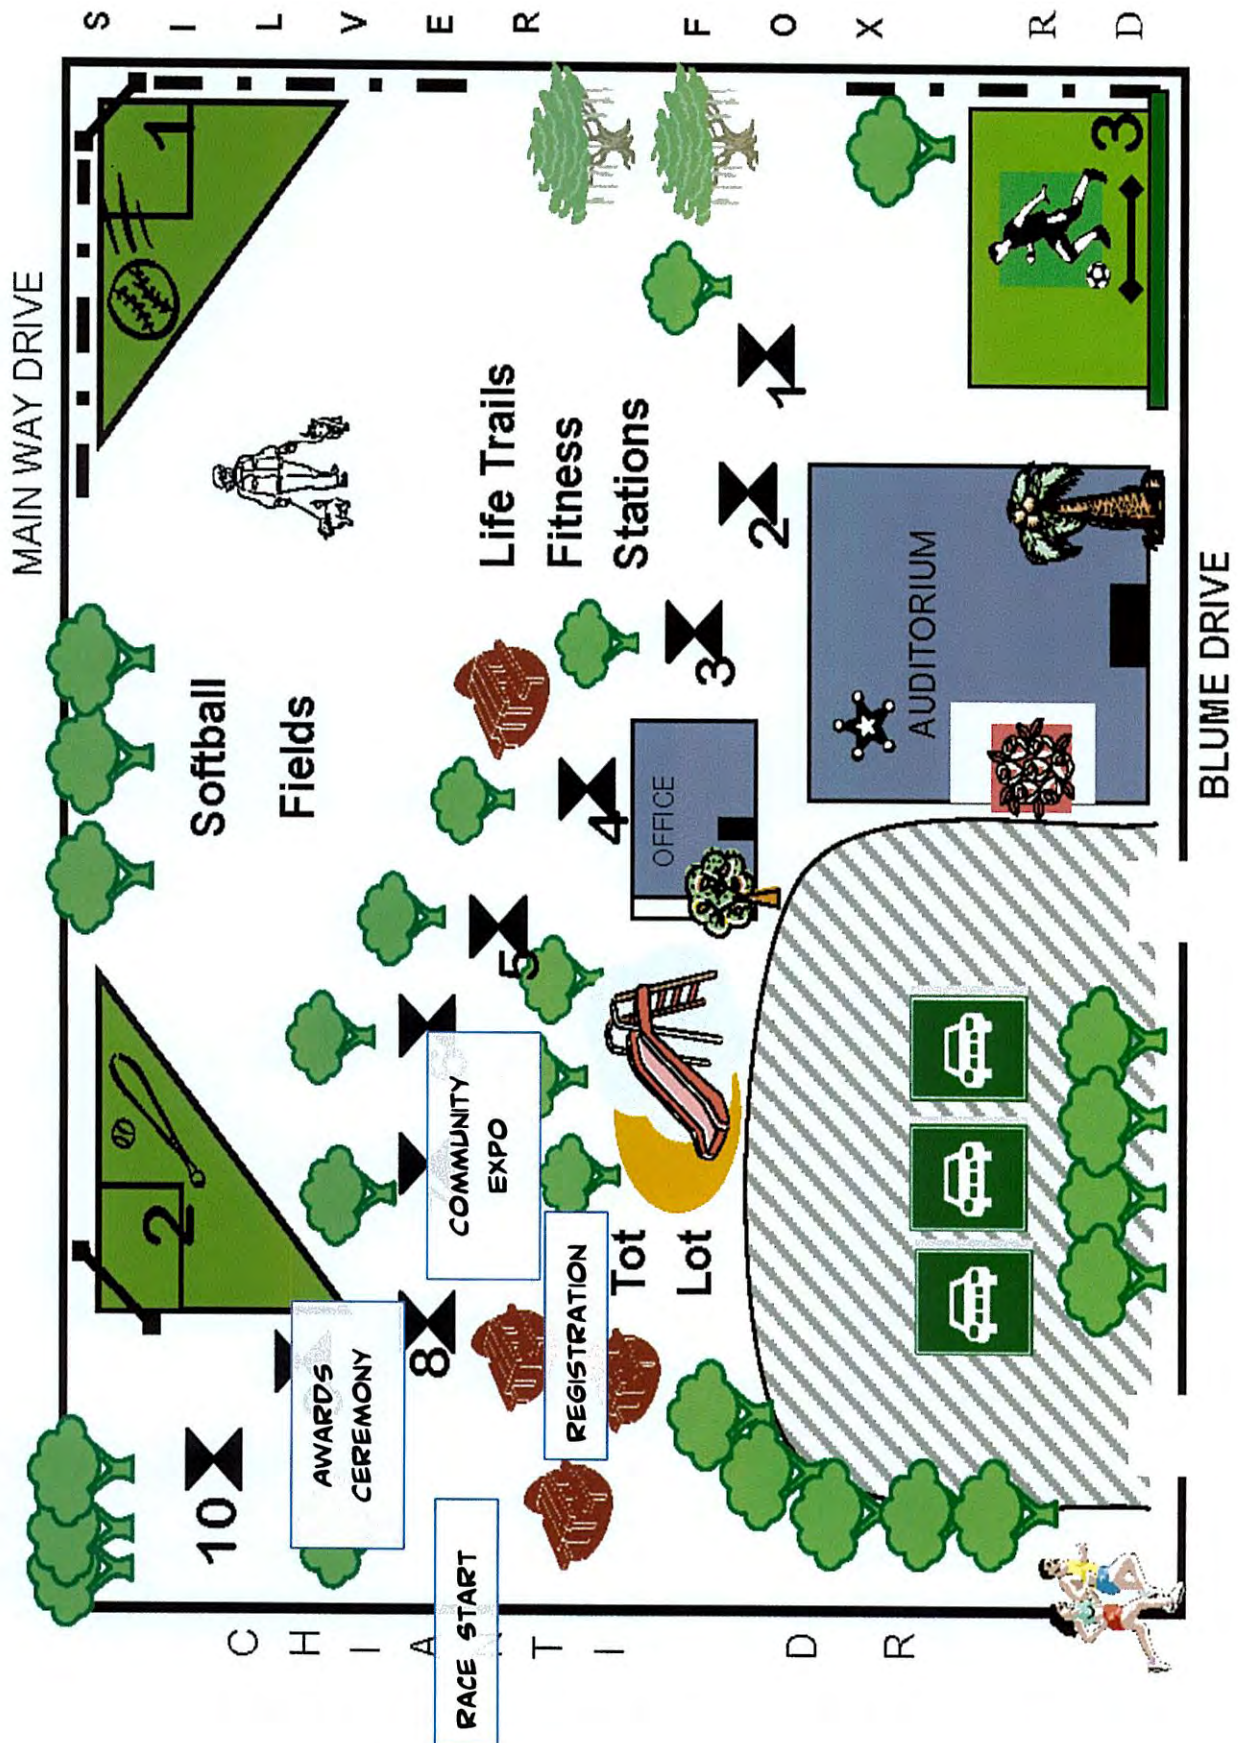 SILVER FOX RD
MAIN WAY DRIVE
1
Softball
Fields
2
Life Trails
Fitness
Stations
1
2
3
4
5
8
10
3
AUDITORIUM
OFFICE
COMMUNITY
EXPO
REGISTRATION
Tot
Lot
AWARDS
CEREMONY
RACE START
CHIANTI DR
BLUME DRIVE